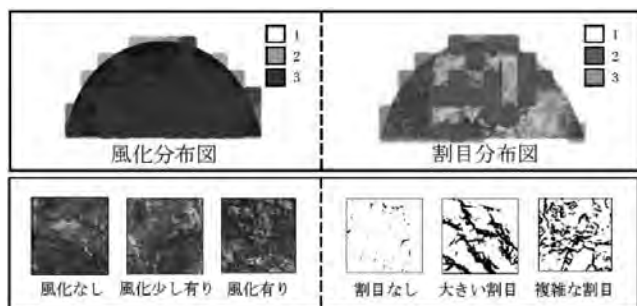 1
2
3
風化分布図
1
2
3
割目分布図
風化なし
風化少し有り
風化有り
割目なし
大きい割目
複雑な割目